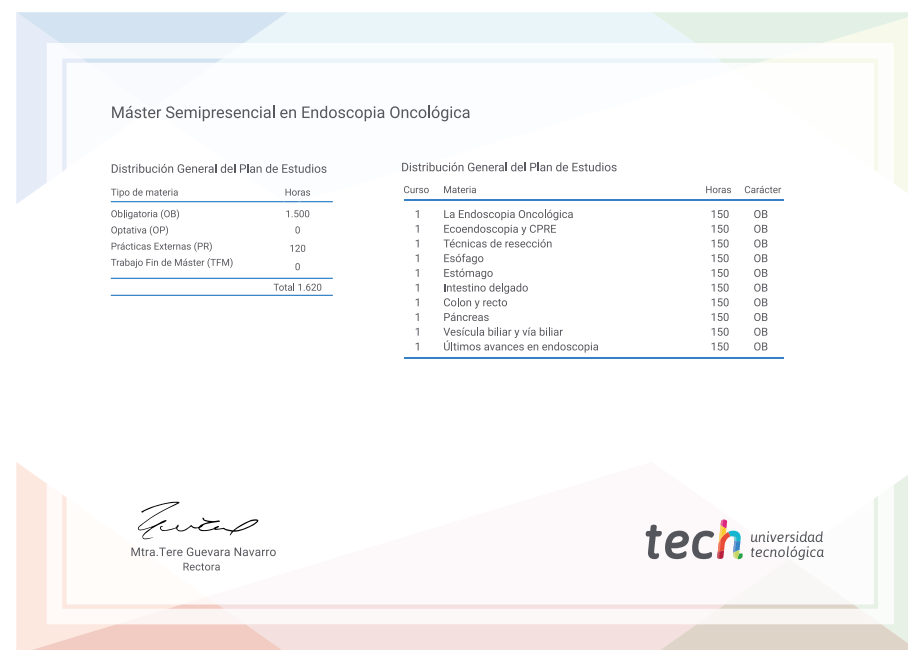 Máster Semipresencial en Endoscopia Oncológica
Distribución General del Plan de Estudios
Tipo de materia Horas
Obligatoria (OB) 1.500
Optativa (OP) 0
Prácticas Externas (PR) 120
Trabajo Fin de Máster (TFM) 0
Total 1.620
Distribución General del Plan de Estudios
Curso Materia Horas Carácter
1 La Endoscopia Oncológica 150 OB
1 Ecoendoscopia y CPRE 150 OB
1 Técnicas de resección 150 OB
1 Esófago 150 OB
1 Estómago 150 OB
1 Intestino delgado 150 OB
1 Colon y recto 150 OB
1 Páncreas 150 OB
1 Vesícula biliar y vía biliar 150 OB
1 Últimos avances en endoscopia 150 OB
Mtra.Tere Guevara Navarro
Rectora
tech universidad
tecnológica